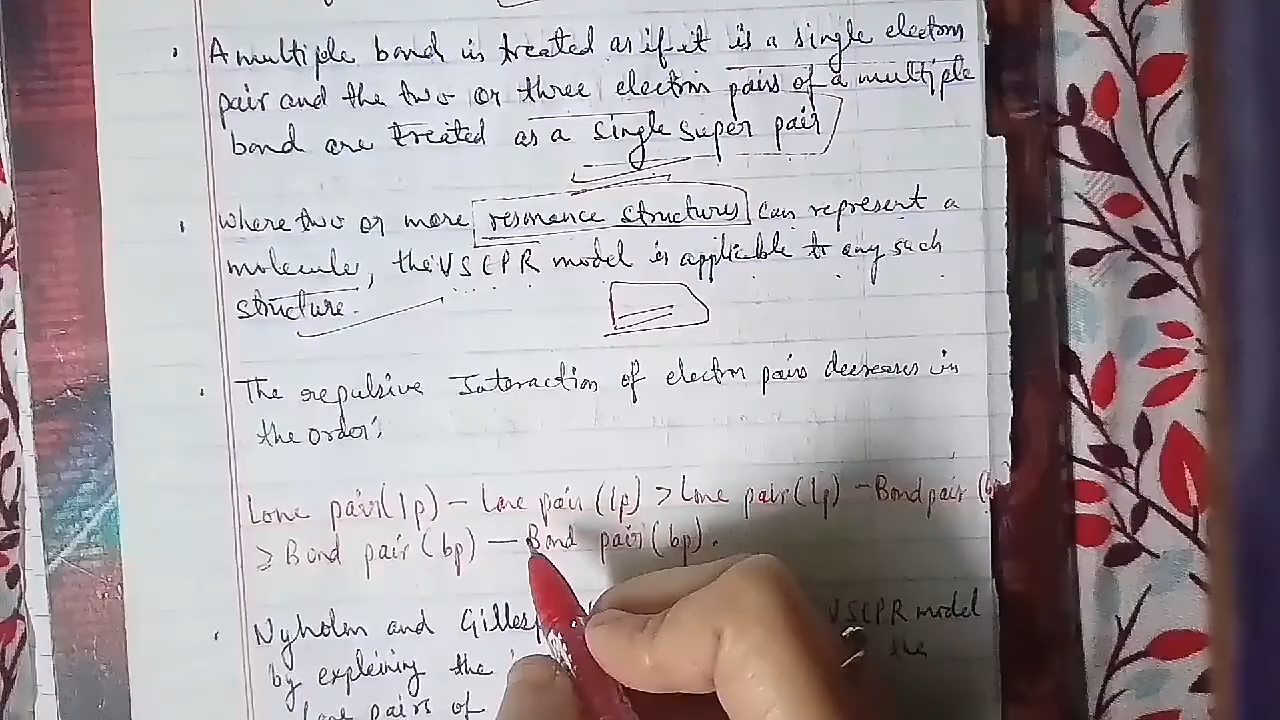 A multiple bond is treated as if it is a single electron
pair and the two or three electron pairs of a multiple
bond are treated as a single super pair
Where two or more resonance structures can represent a
molecule, the VSEPR model is applicable to any such
structure.
The repulsive Interaction of electron pairs decreases in
the order:
Lone pair (lp) - Lone pair (lp) > Lone pair (lp) - Bond pair (bp)
> Bond pair (bp) - Bond pair (bp).
Nyholm and VSEPR model
by explaining the the
lone pairs of